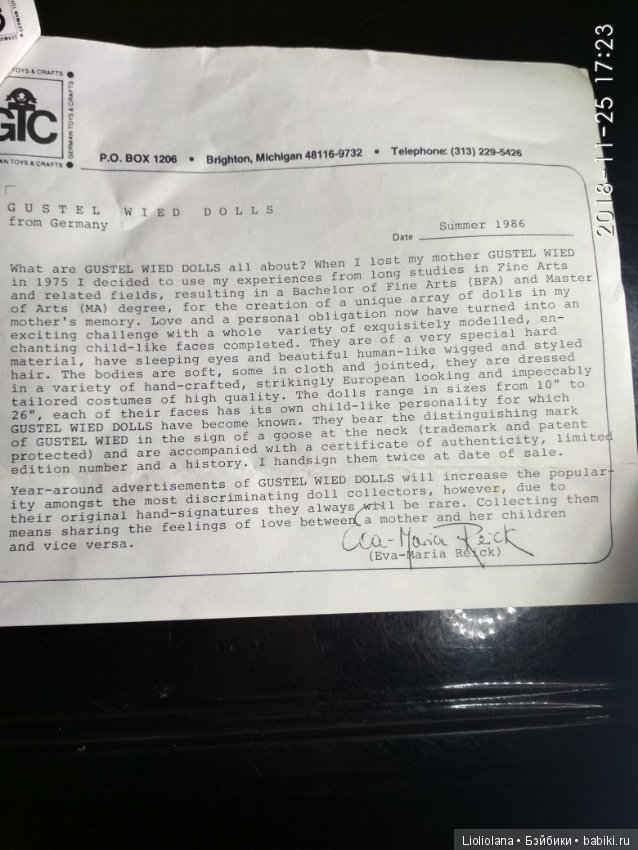 TOYS & CRAFTS
GTC
GERMAN TOYS & CRAFTS
MAN TOYS & CRAFTS
P.O. BOX 1206 • Brighton, Michigan 48116-9732 • Telephone: (313) 229-5426
2018-11-25 17:23
GUSTEL WIED DOLLS
from Germany
Date Summer 1986
What are GUSTEL WIED DOLLS all about? When I lost my mother GUSTEL WIED
in 1975 I decided to use my experiences from long studies in Fine Arts
and related fields, resulting in a Bachelor of Fine Arts (BFA) and Master
of Arts (MA) degree, for the creation of a unique array of dolls in my
mother's memory. Love and a personal obligation now have turned into an
exciting challenge with a whole variety of exquisitely modelled, en-
chanting child-like faces completed. They are of a very special hard
material, have sleeping eyes and beautiful human-like wigged and styled
hair. The bodies are soft, some in cloth and jointed, they are dressed
in a variety of hand-crafted, strikingly European looking and impeccably
tailored costumes of high quality. The dolls range in sizes from 10" to
26", each of their faces has its own child-like personality for which
GUSTEL WIED DOLLS have become known. They bear the distinguishing mark
of GUSTEL WIED in the sign of a goose at the neck (trademark and patent
protected) and are accompanied with a certificate of authenticity, limited
edition number and a history. I handsign them twice at date of sale.
Year-around advertisements of GUSTEL WIED DOLLS will increase the popular-
ity amongst the most discriminating doll collectors, however, due to
their original hand-signatures they always will be rare. Collecting them
means sharing the feelings of love between a mother and her children
and vice versa.
Eva-Maria Reick
(Eva-Maria Reick)
Lioliolana • Бэйбики • babiki.ru